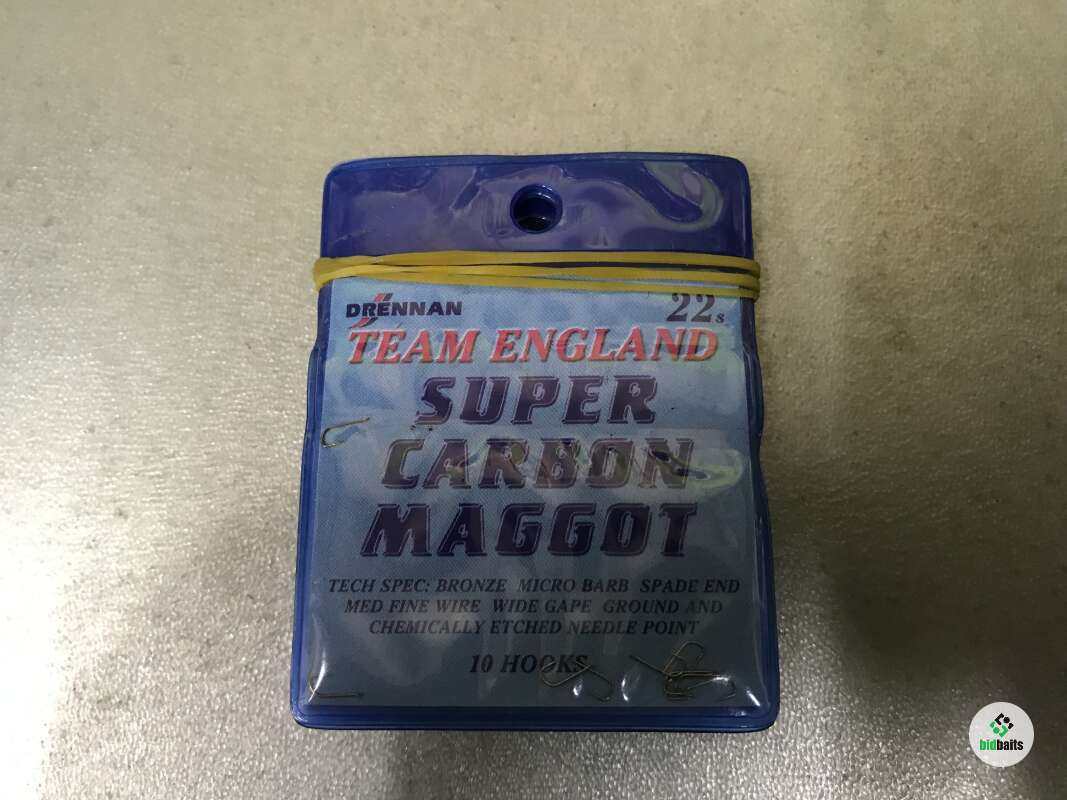 DRENNAN
22s
TEAM ENGLAND
SUPER
CARBON
MAGGOT
TECH SPEC: BRONZE MICRO BARB SPADE END
MED FINE WIRE WIDE GAPE GROUND AND
CHEMICALLY ETCHED NEEDLE POINT
10 HOOKS
bidbaits